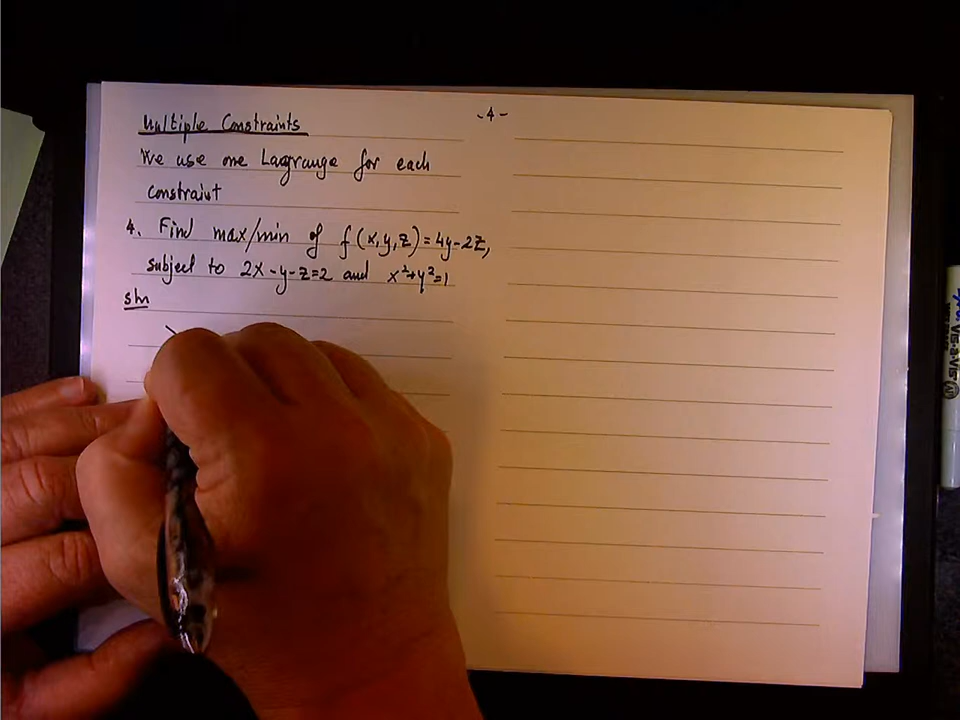 Multiple Constraints
-4-
We use one Lagrange for each
constraint
4. Find max/min of f(x,y,z)=4y-2z,
subject to 2x-y-z=2 and x²+y²=1
sln